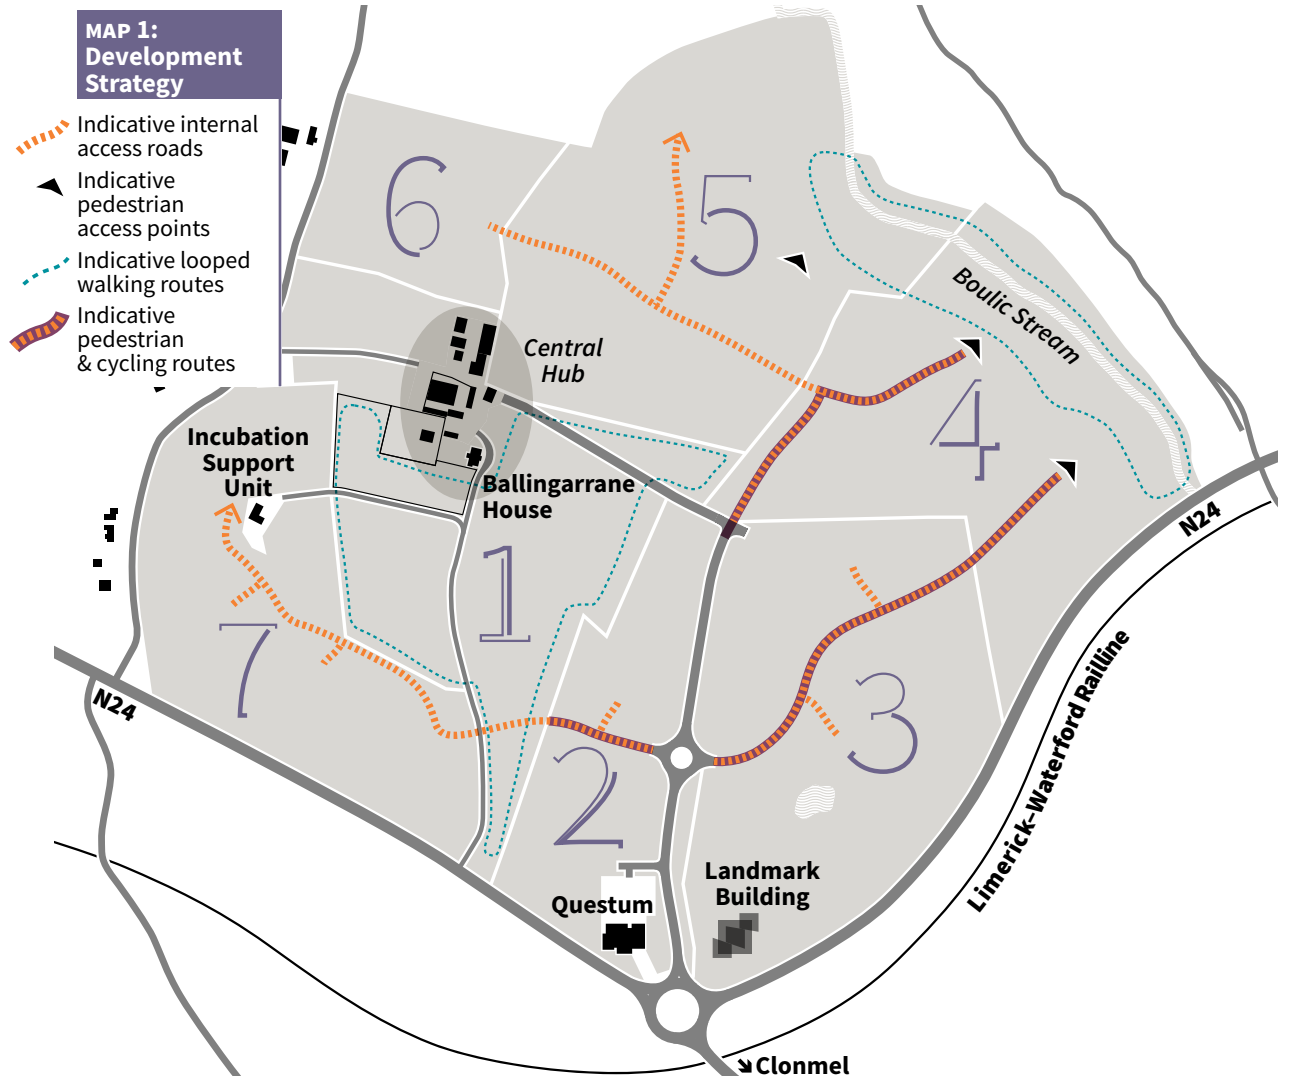 MAP 1:
Development
Strategy
Indicative internal
access roads
Indicative
pedestrian
access points
Indicative looped
walking routes
Indicative
pedestrian
& cycling routes
6
5
Boulic Stream
Central
Hub
4
Incubation
Support
Unit
Ballingarrane
House
N24
1
7
N24
3
2
Limerick–Waterford Railline
Landmark
Building
Questum
Clonmel